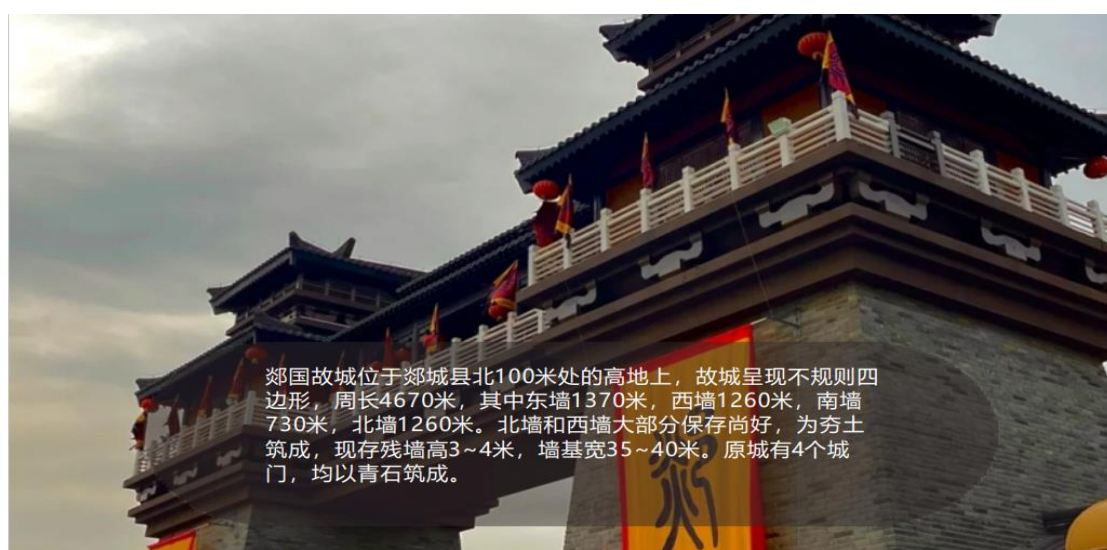 郯国故城位于郯城县北100米处的高地上，故城呈现不规则四
边形，周长4670米，其中东墙1370米，西墙1260米，南墙
730米，北墙1260米。北墙和西墙大部分保存尚好，为夯土
筑成，现存残墙高3~4米，墙基宽35~40米。原城有4个城
门，均以青石筑成。
郯